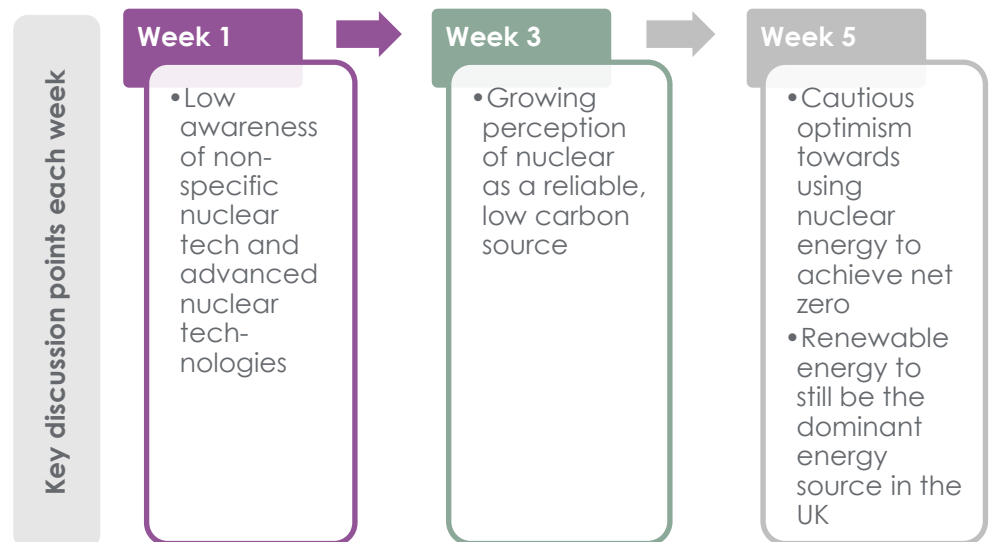 Key discussion points each week
Week 1
•Low
awareness
of non-
specific
nuclear
tech and
advanced
nuclear
tech-
nologies
Week 3
•Growing
perception
of nuclear
as a reliable,
low carbon
source
Week 5
•Cautious
optimism
towards
using
nuclear
energy to
achieve net
zero
•Renewable
energy to
still be the
dominant
energy
source in the
UK